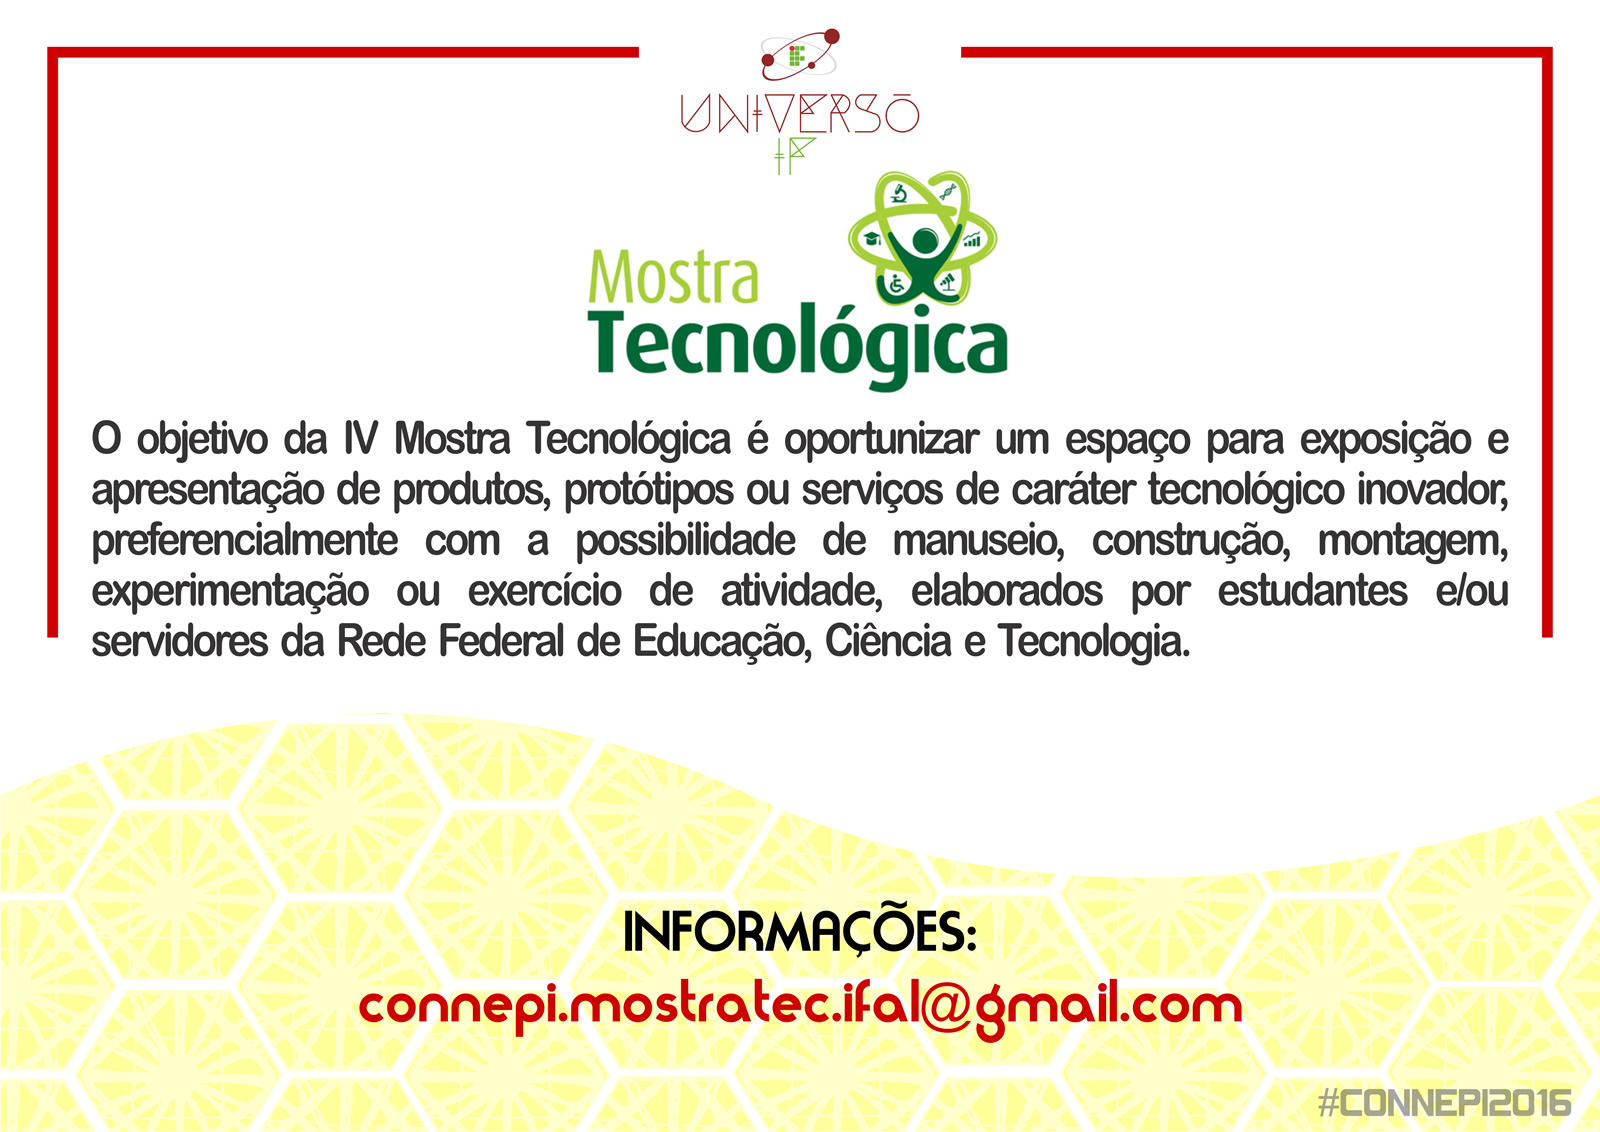 UNIVERSŌ
IF
Mostra
Tecnológica
O objetivo da IV Mostra Tecnológica é oportunizar um espaço para exposição e
apresentação de produtos, protótipos ou serviços de caráter tecnológico inovador,
preferencialmente com a possibilidade de manuseio, construção, montagem,
experimentação ou exercício de atividade, elaborados por estudantes e/ou
servidores da Rede Federal de Educação, Ciência e Tecnologia.
INFORMAÇÕES:
connepi.mostratec.ifal@gmail.com
#CONNEPI2016